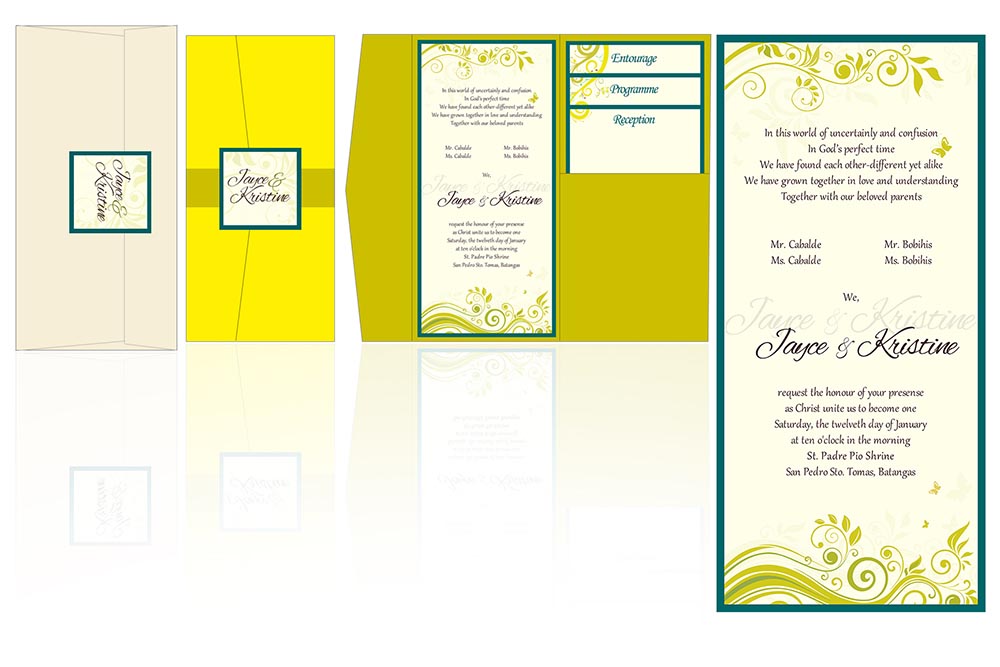 Jayce &
Kristine
Jayce &
Kristine
In this world of uncertainly and confusion
In God's perfect time
We have found each other-different yet alike
We have grown together in love and understanding
Together with our beloved parents
Mr. Cabalde Mr. Bobihis
Ms. Cabalde Ms. Bobihis
We,
Jayce & Kristine
Jayce & Kristine
request the honour of your presense
as Christ unite us to become one
Saturday, the twelveth day of January
at ten o'clock in the morning
St. Padre Pio Shrine
San Pedro Sto. Tomas, Batangas
Entourage
Programme
Reception
In this world of uncertainly and confusion
In God's perfect time
We have found each other-different yet alike
We have grown together in love and understanding
Together with our beloved parents
Mr. Cabalde Mr. Bobihis
Ms. Cabalde Ms. Bobihis
We,
Jayce & Kristine
Jayce & Kristine
request the honour of your presense
as Christ unite us to become one
Saturday, the twelveth day of January
at ten o'clock in the morning
St. Padre Pio Shrine
San Pedro Sto. Tomas, Batangas